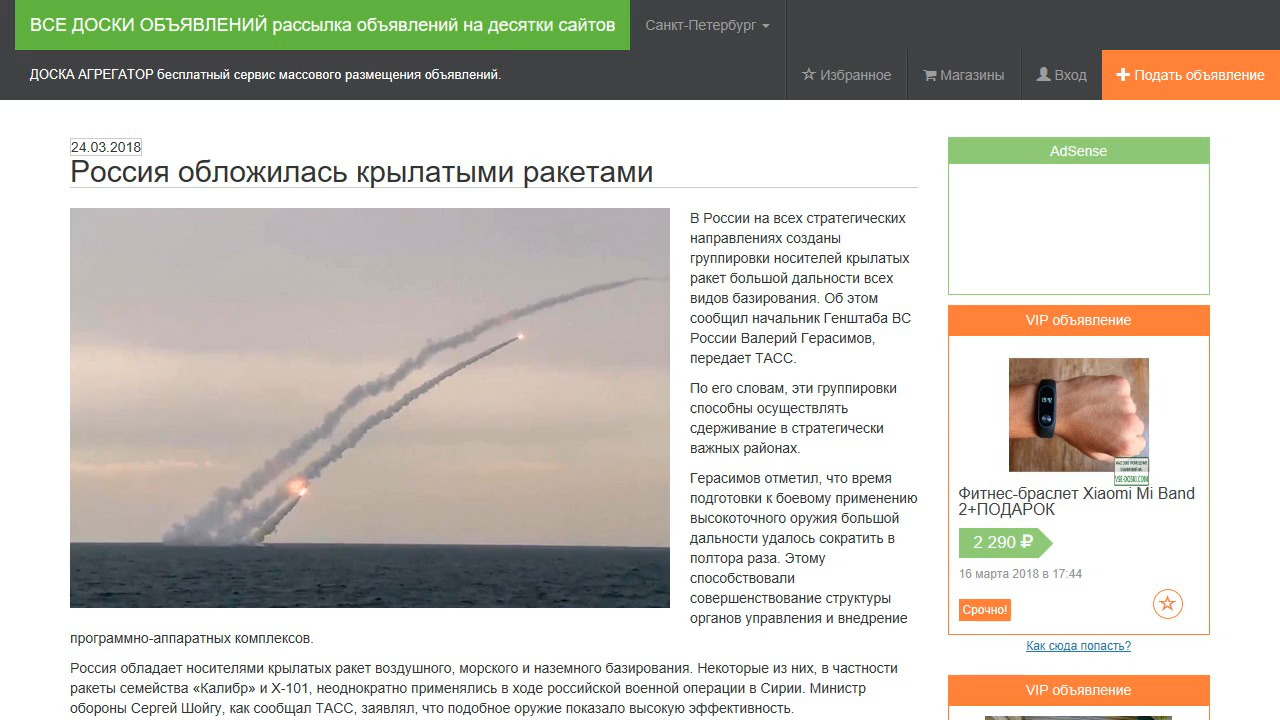 ВСЕ ДОСКИ ОБЪЯВЛЕНИЙ рассылка объявлений на десятки сайтов
Санкт-Петербург
ДОСКА АГРЕГАТОР бесплатный сервис массового размещения объявлений.
Избранное
Магазины
Вход
Подать объявление
24.03.2018
Россия обложилась крылатыми ракетами
В России на всех стратегических
направлениях созданы
группировки носителей крылатых
ракет большой дальности всех
видов базирования. Об этом
сообщил начальник Генштаба ВС
России Валерий Герасимов,
передает ТАСС.
По его словам, эти группировки
способны осуществлять
сдерживание в стратегически
важных районах.
Герасимов отметил, что время
подготовки к боевому применению
высокоточного оружия большой
дальности удалось сократить в
полтора раза. Этому
способствовали
совершенствование структуры
органов управления и внедрение
программно-аппаратных комплексов.
Россия обладает носителями крылатых ракет воздушного, морского и наземного базирования. Некоторые из них, в частности
ракеты семейства «Калибр» и Х-101, неоднократно применялись в ходе российской военной операции в Сирии. Министр
обороны Сергей Шойгу, как сообщал ТАСС, заявлял, что подобное оружие показало высокую эффективность.
AdSense
VIP объявление
VSE-DOSKI.COM
Фитнес-браслет Xiaomi Mi Band
2+ПОДАРОК
2 290 ₽
16 марта 2018 в 17:44
Срочно!
Как сюда попасть?
VIP объявление